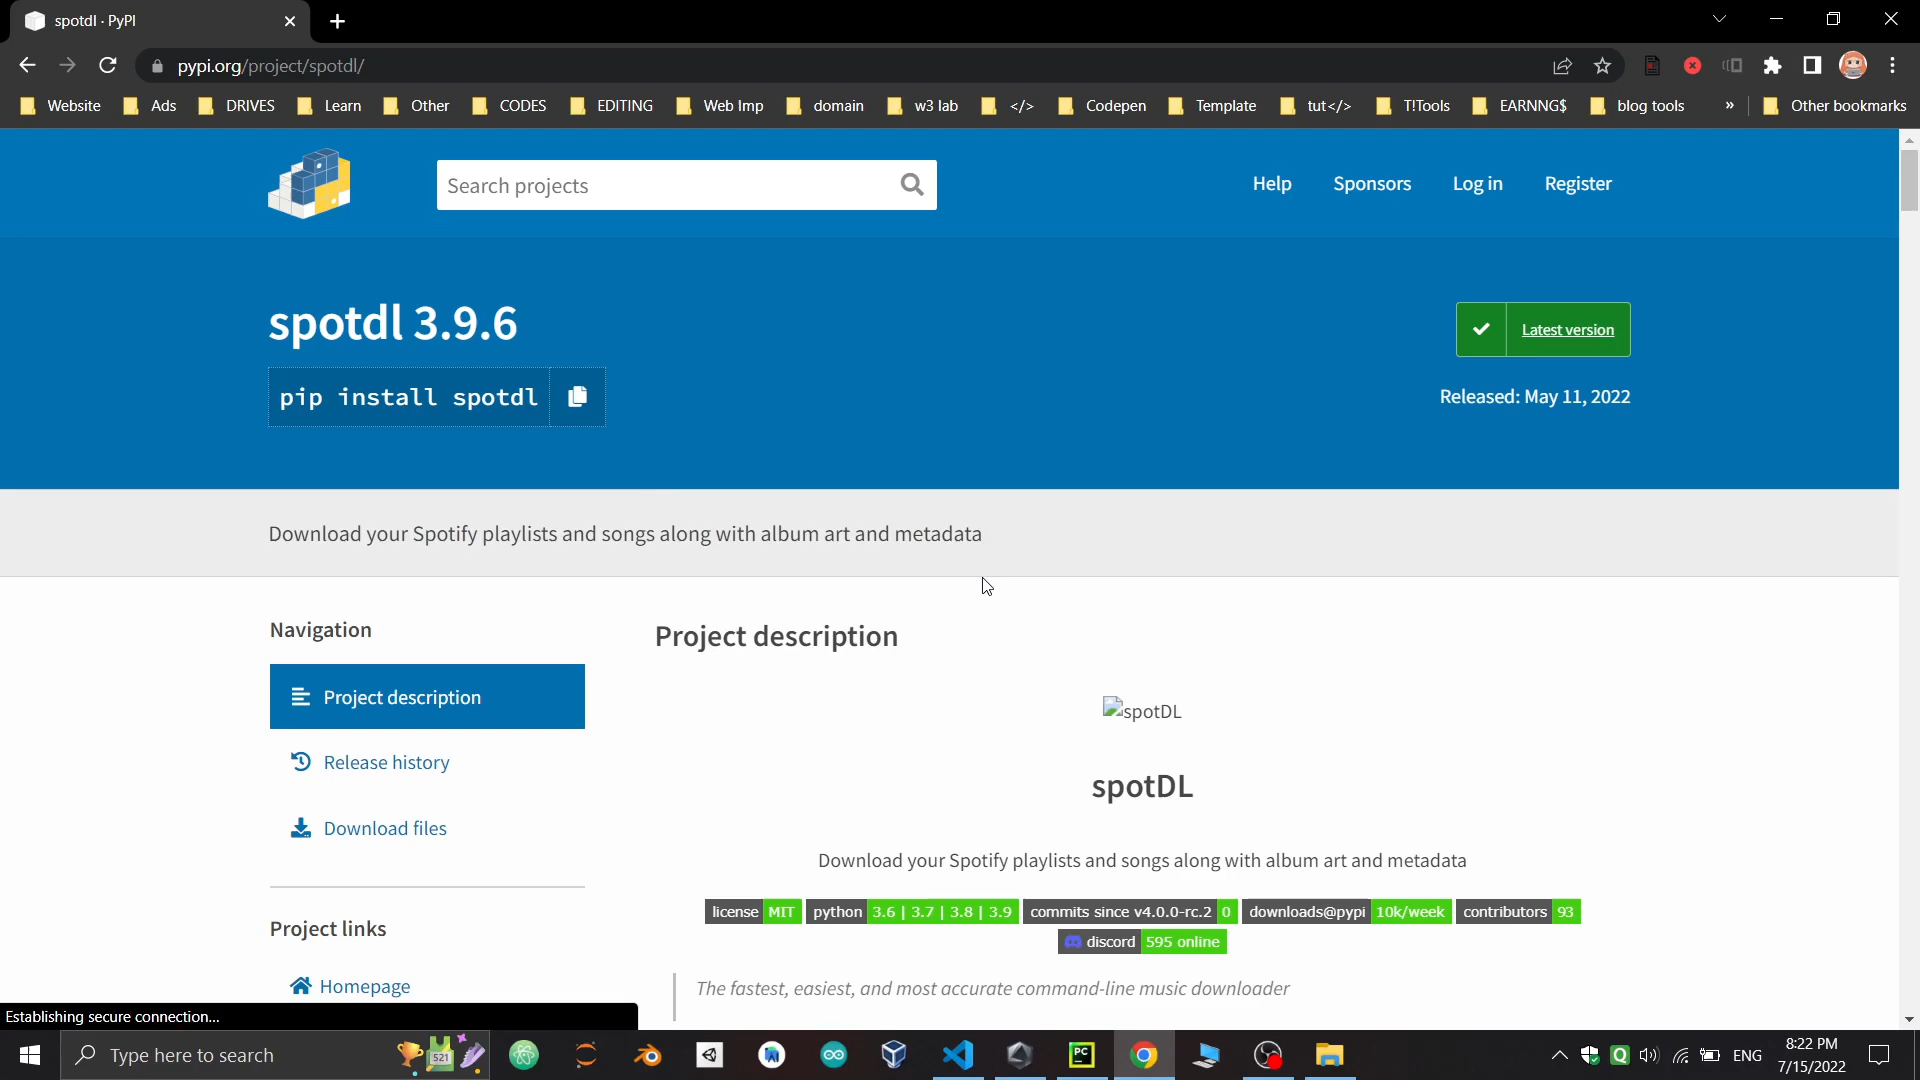 spotdl · PyPI
pypi.org/project/spotdl/
Website Ads DRIVES Learn Other CODES EDITING Web Imp domain w3 lab </> Codepen Template tut</> T!Tools EARNNG$ blog tools » Other bookmarks
Search projects
Help Sponsors Log in Register
spotdl 3.9.6
Latest version
pip install spotdl
Released: May 11, 2022
Download your Spotify playlists and songs along with album art and metadata
Navigation
Project description
Project description
Release history
Download files
Project links
Homepage
spotDL
spotDL
Download your Spotify playlists and songs along with album art and metadata
license MIT python 3.6 | 3.7 | 3.8 | 3.9 commits since v4.0.0-rc.2 0 downloads@pypi 10k/week contributors 93
discord 595 online
The fastest, easiest, and most accurate command-line music downloader
Establishing secure connection...
Type here to search
521
PC
Q
ENG
8:22 PM
7/15/2022